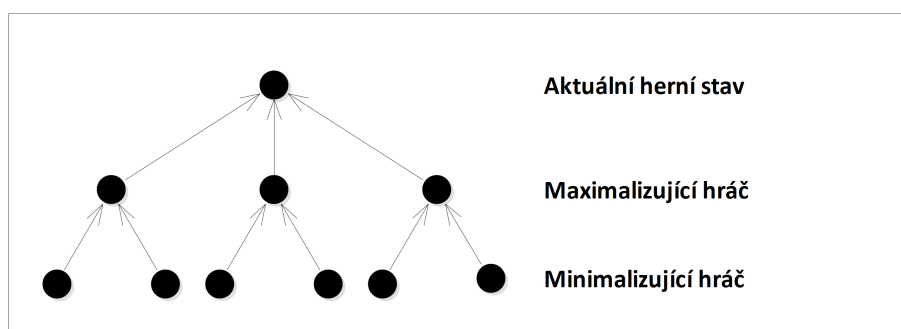 Aktuální herní stav
Maximalizující hráč
Minimalizující hráč